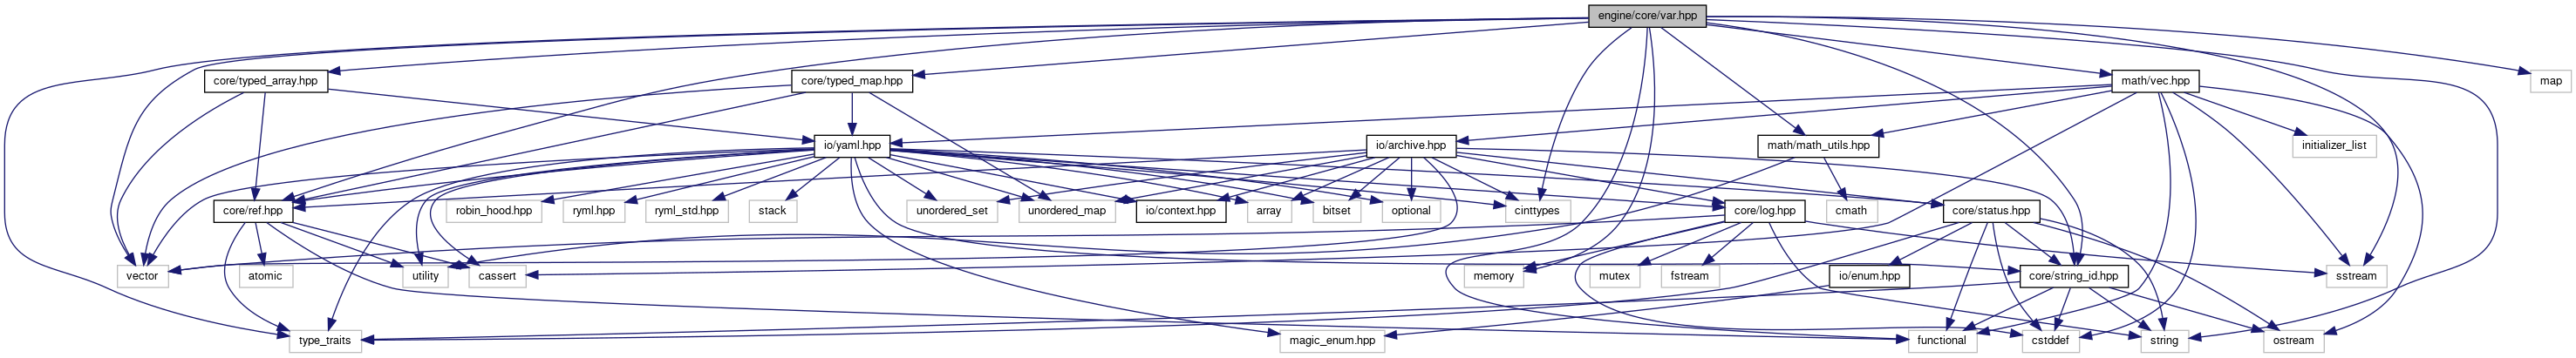 engine/core/var.hpp
core/typed_array.hpp
core/typed_map.hpp
math/vec.hpp
map
io/yaml.hpp
io/archive.hpp
math/math_utils.hpp
initializer_list
core/ref.hpp
robin_hood.hpp
ryml.hpp
ryml_std.hpp
stack
unordered_set
unordered_map
io/context.hpp
array
bitset
optional
cinttypes
core/log.hpp
cmath
core/status.hpp
vector
atomic
utility
cassert
memory
mutex
fstream
io/enum.hpp
core/string_id.hpp
sstream
type_traits
magic_enum.hpp
functional
cstddef
string
ostream